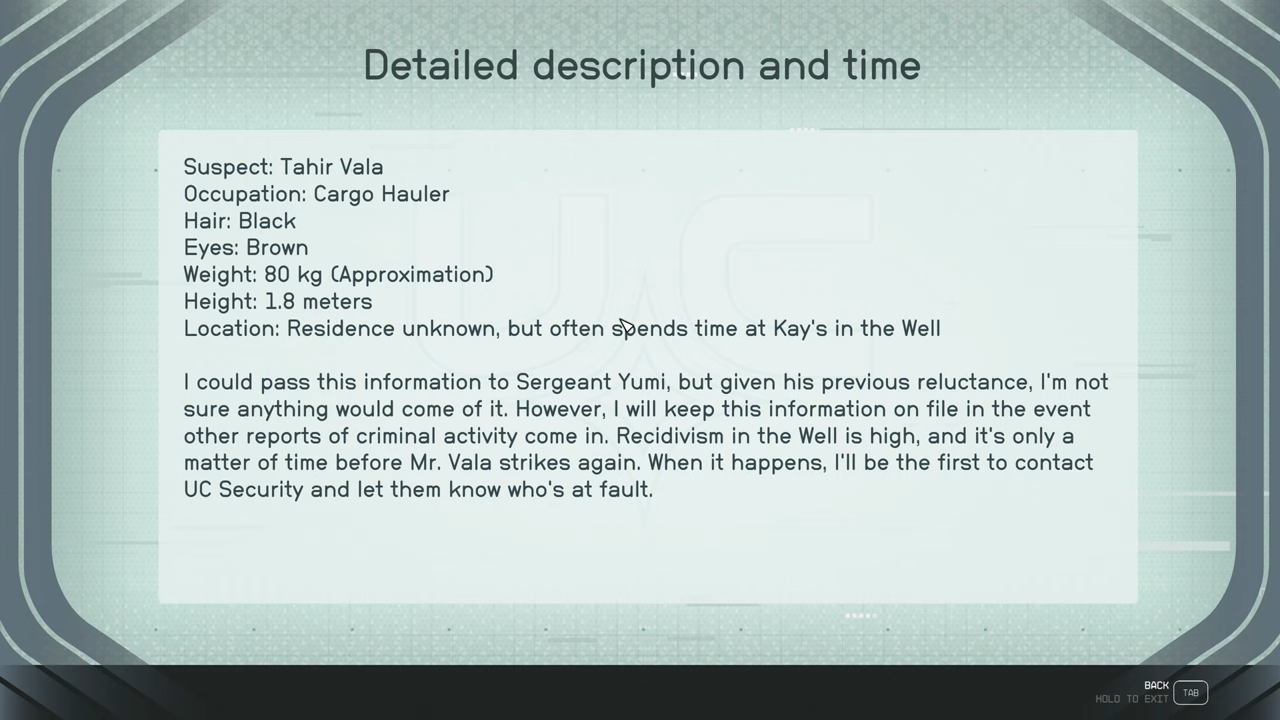 Detailed description and time
Suspect: Tahir Vala
Occupation: Cargo Hauler
Hair: Black
Eyes: Brown
Weight: 80 kg (Approximation)
Height: 1.8 meters
Location: Residence unknown, but often spends time at Kay's in the Well
I could pass this information to Sergeant Yumi, but given his previous reluctance, I'm not
sure anything would come of it. However, I will keep this information on file in the event
other reports of criminal activity come in. Recidivism in the Well is high, and it's only a
matter of time before Mr. Vala strikes again. When it happens, I'll be the first to contact
UC Security and let them know who's at fault.
UC
BACK
HOLD TO EXIT
TAB